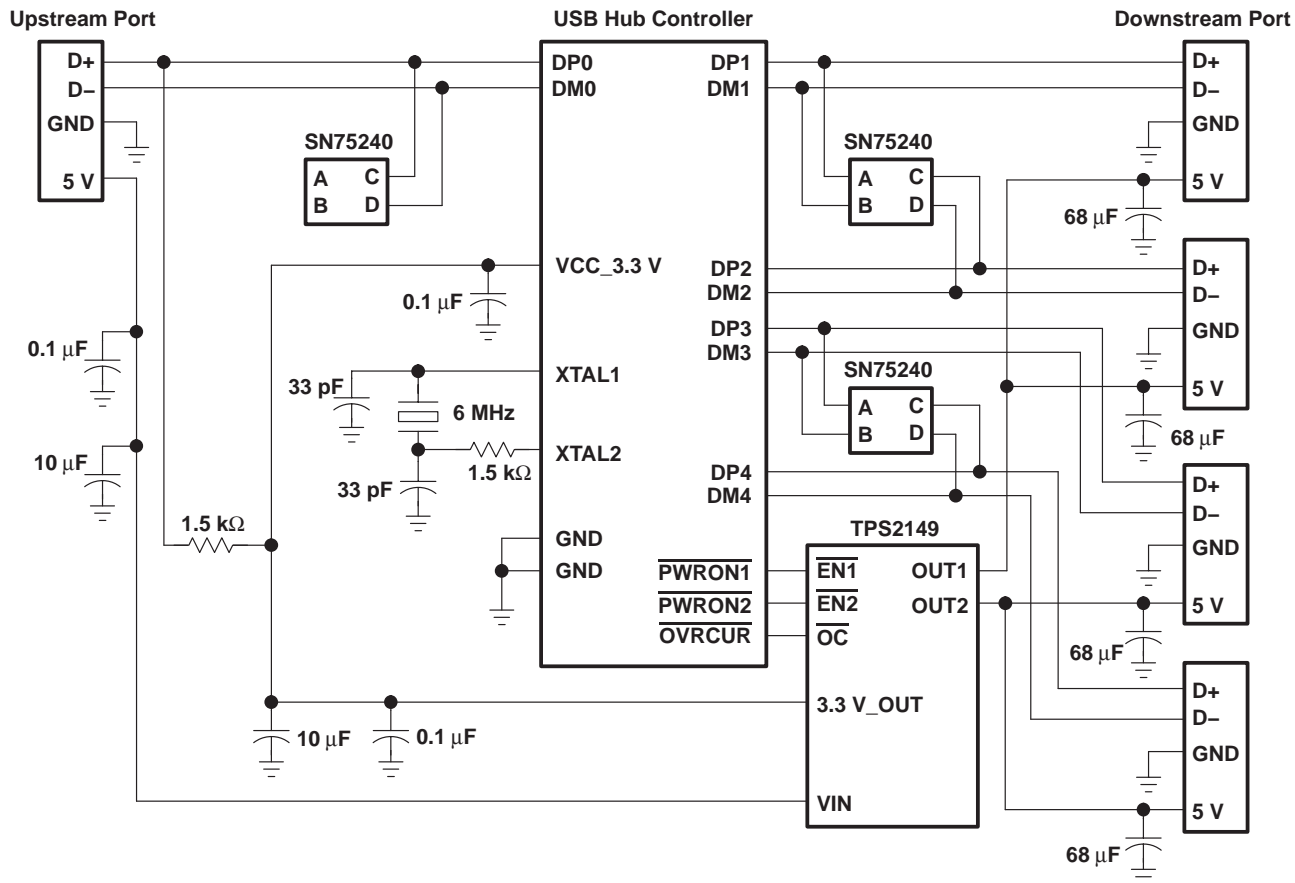 Upstream Port
USB Hub Controller
Downstream Port
D+
D−
GND
5 V
DP0
DM0
SN75240
A
B
C
D
VCC_3.3 V
0.1 μF
XTAL1
33 pF
6 MHz
XTAL2
1.5 kΩ
33 pF
GND
GND
0.1 μF
10 μF
1.5 kΩ
10 μF
0.1 μF
DP1
DM1
SN75240
A
B
C
D
DP2
DM2
DP3
DM3
SN75240
A
B
C
D
DP4
DM4
PWRON1
PWRON2
OVRCUR
TPS2149
EN1
EN2
OC
OUT1
OUT2
3.3 V_OUT
VIN
D+
D−
GND
5 V
68 μF
D+
D−
GND
5 V
68 μF
D+
D−
GND
5 V
68 μF
D+
D−
GND
5 V
68 μF